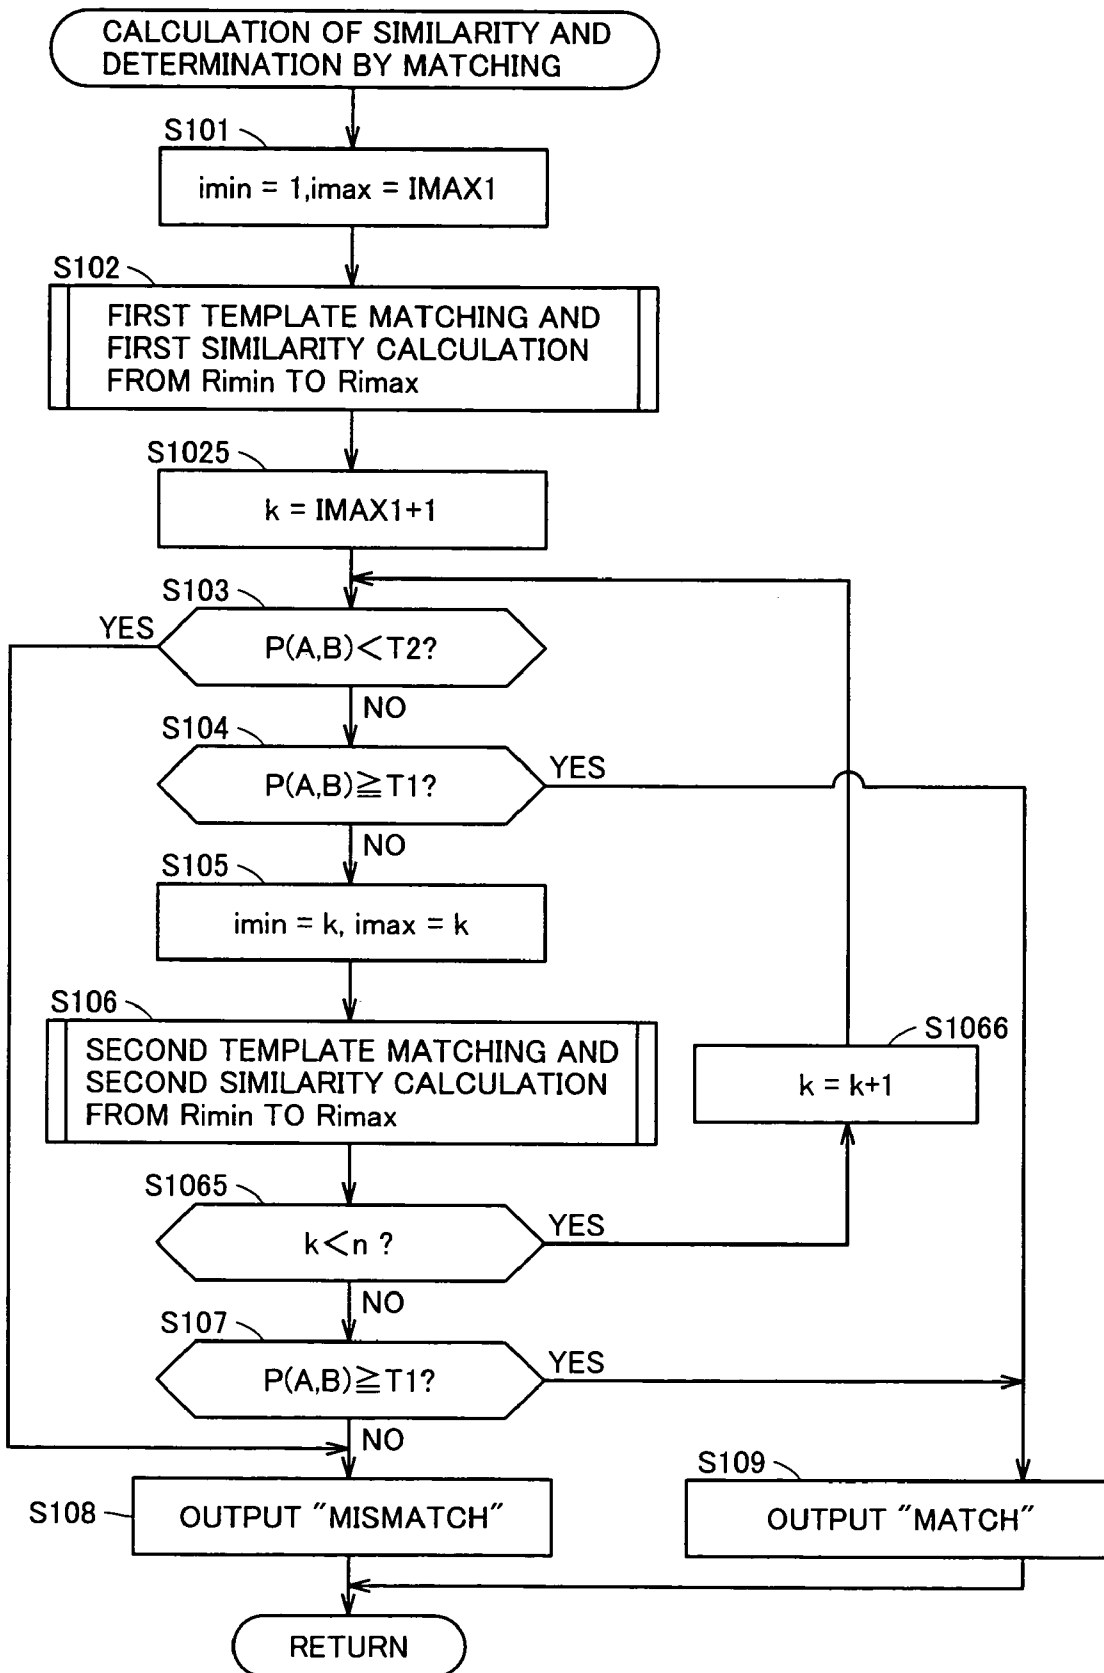 CALCULATION OF SIMILARITY AND
DETERMINATION BY MATCHING
S101
imin = 1,imax = IMAX1
S102
FIRST TEMPLATE MATCHING AND
FIRST SIMILARITY CALCULATION
FROM Rimin TO Rimax
S1025
k = IMAX1+1
S103
YES
P(A,B)<T2?
NO
S104
P(A,B)≧T1?
YES
NO
S105
imin = k, imax = k
S106
SECOND TEMPLATE MATCHING AND
SECOND SIMILARITY CALCULATION
FROM Rimin TO Rimax
S1066
k = k+1
S1065
k<n ?
YES
NO
S107
P(A,B)≧T1?
YES
NO
S108
OUTPUT "MISMATCH"
S109
OUTPUT "MATCH"
RETURN